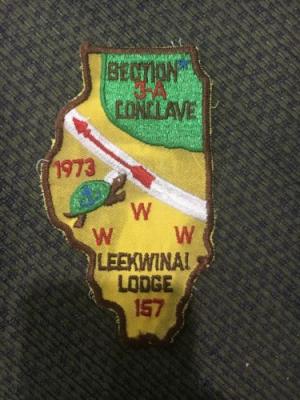 SECTION
3-A
CONCLAVE
1973
W
W W
LEEKWINAI
LODGE
157